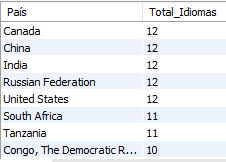 País Total_Idiomas
Canada 12
China 12
India 12
Russian Federation 12
United States 12
South Africa 11
Tanzania 11
Congo, The Democratic R... 10